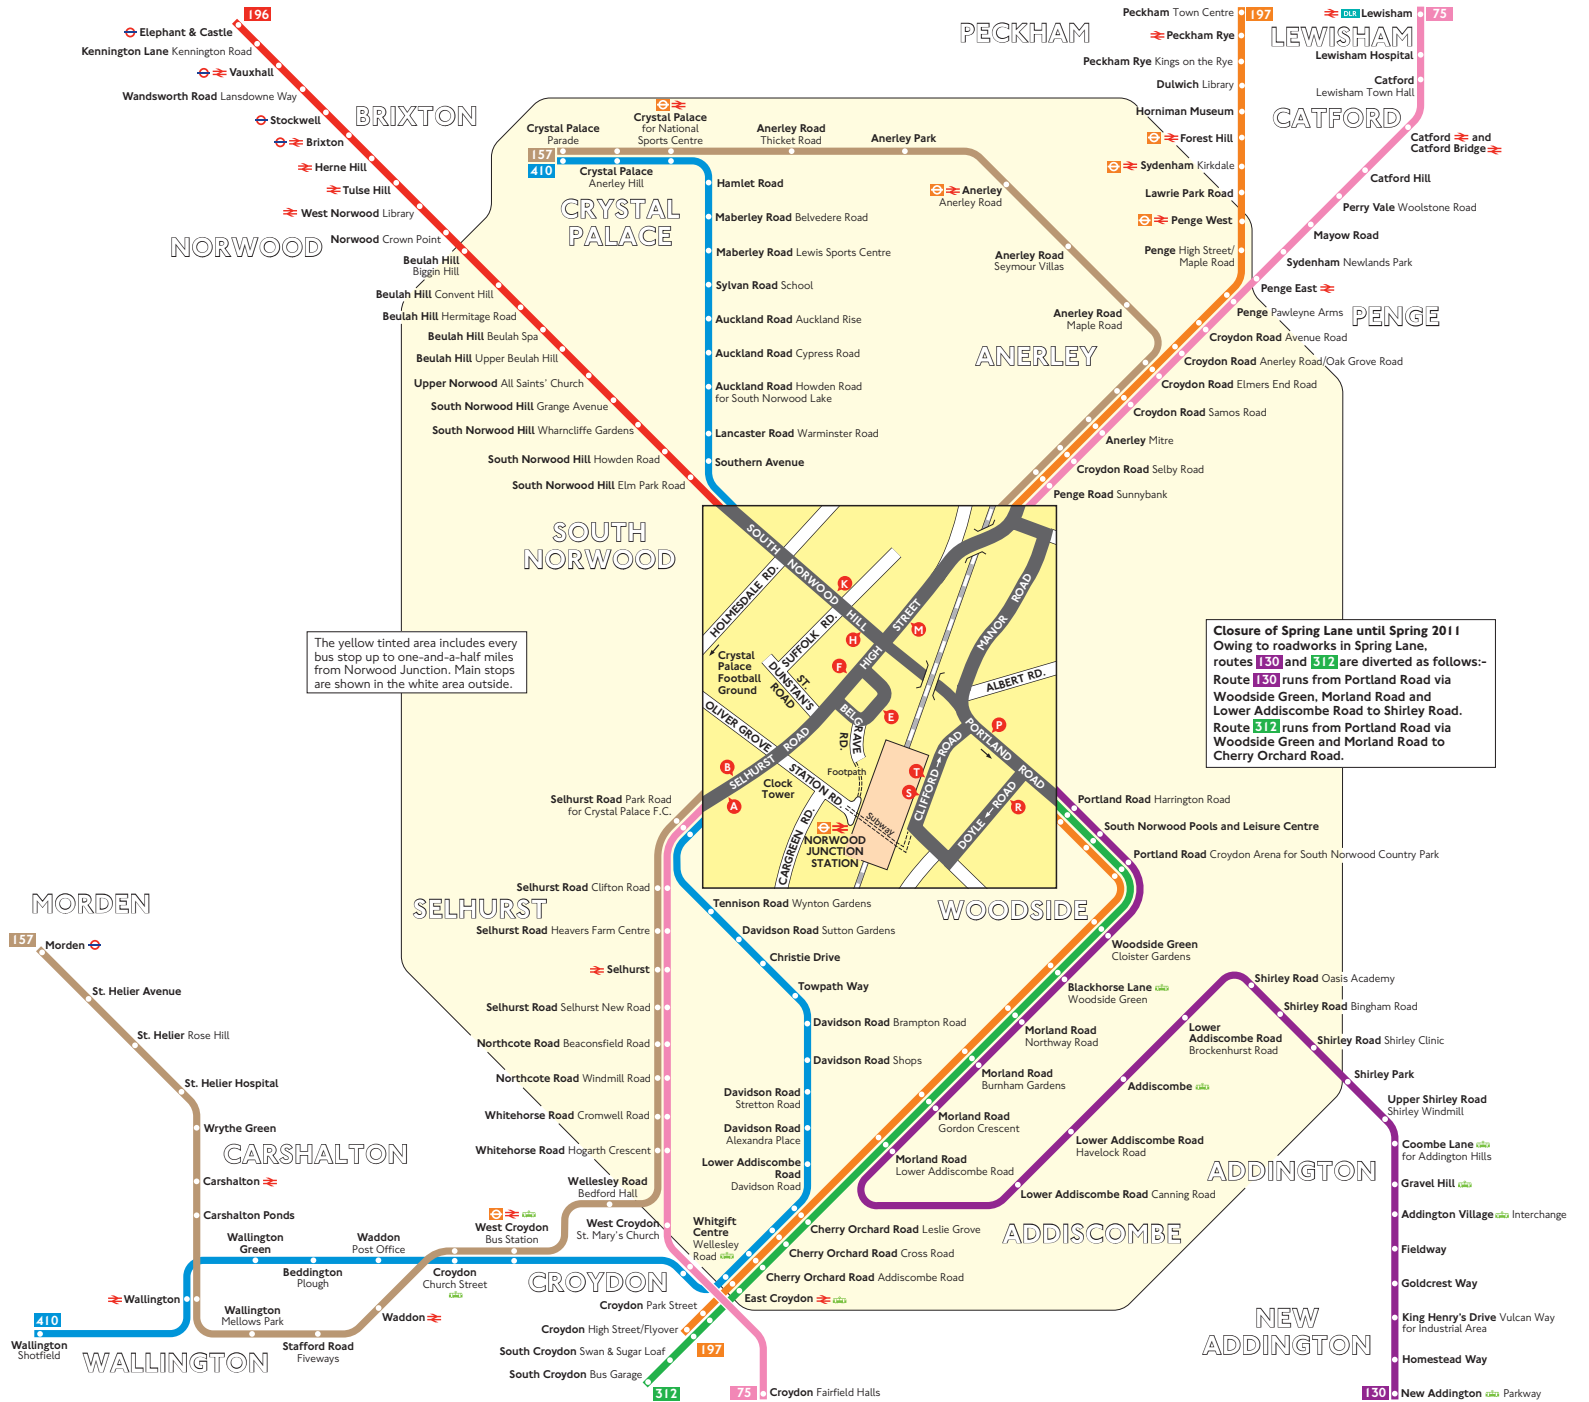 196
Elephant & Castle
Kennington Lane Kennington Road
Vauxhall
Wandsworth Road Lansdowne Way
Stockwell
Brixton
Herne Hill
Tulse Hill
West Norwood Library
Norwood Crown Point
Beulah Hill
Biggin Hill
Beulah Hill Convent Hill
Beulah Hill Hermitage Road
Beulah Hill Beulah Spa
Beulah Hill Upper Beulah Hill
Upper Norwood All Saints' Church
South Norwood Hill Grange Avenue
South Norwood Hill Wharncliffe Gardens
South Norwood Hill Howden Road
South Norwood Hill Elm Park Road
BRIXTON
NORWOOD
SOUTH
NORWOOD
157
410
Crystal Palace
Parade
Crystal Palace
for National
Sports Centre
Anerley Road
Thicket Road
Anerley Park
Crystal Palace
Anerley Hill
CRYSTAL
PALACE
Hamlet Road
Maberley Road Belvedere Road
Maberley Road Lewis Sports Centre
Sylvan Road School
Auckland Road Auckland Rise
Auckland Road Cypress Road
Auckland Road Howden Road
for South Norwood Lake
Lancaster Road Warminster Road
Southern Avenue
Anerley
Anerley Road
Anerley Road
Seymour Villas
Anerley Road
Maple Road
ANERLEY
PECKHAM
197
Peckham Town Centre
Peckham Rye
Peckham Rye Kings on the Rye
Dulwich Library
Horniman Museum
Forest Hill
Sydenham Kirkdale
Lawrie Park Road
Penge West
Penge High Street/
Maple Road
75
DLR Lewisham
LEWISHAM
Lewisham Hospital
Catford
Lewisham Town Hall
CATFORD
Catford and
Catford Bridge
Catford Hill
Perry Vale Woolstone Road
Mayow Road
Sydenham Newlands Park
Penge East
PENGE
Penge Pawleyne Arms
Croydon Road Avenue Road
Croydon Road Anerley Road/Oak Grove Road
Croydon Road Elmers End Road
Croydon Road Samos Road
Anerley Mitre
Croydon Road Selby Road
Penge Road Sunnybank
The yellow tinted area includes every
bus stop up to one-and-a-half miles
from Norwood Junction. Main stops
are shown in the white area outside.
Closure of Spring Lane until Spring 2011
Owing to roadworks in Spring Lane,
routes 130 and 312 are diverted as follows:-
Route 130 runs from Portland Road via
Woodside Green, Morland Road and
Lower Addiscombe Road to Shirley Road.
Route 312 runs from Portland Road via
Woodside Green and Morland Road to
Cherry Orchard Road.
SOUTH NORWOOD HILL
HOLMESDALE RD.
SUFFOLK RD.
ST.
DUNSTAN'S
ROAD
HIGH STREET
MANOR ROAD
ALBERT RD.
Crystal
Palace
Football
Ground
OLIVER GROVE
SELHURST ROAD
BELGRAVE
RD.
STATION RD.
Footpath
Clock
Tower
CARGREEN RD.
Subway
NORWOOD
JUNCTION
STATION
CLIFFORD ROAD
DOYLE ROAD
PORTLAND ROAD
K
H
M
F
E
P
B
A
T
S
R
Selhurst Road Park Road
for Crystal Palace F.C.
Selhurst Road Clifton Road
SELHURST
Selhurst Road Heavers Farm Centre
Selhurst
Selhurst Road Selhurst New Road
Northcote Road Beaconsfield Road
Northcote Road Windmill Road
Whitehorse Road Cromwell Road
Whitehorse Road Hogarth Crescent
Wellesley Road
Bedford Hall
West Croydon
St. Mary's Church
West Croydon
Bus Station
Tennison Road Wynton Gardens
Davidson Road Sutton Gardens
Christie Drive
Towpath Way
Davidson Road Brampton Road
Davidson Road Shops
Davidson Road
Stretton Road
Davidson Road
Alexandra Place
Lower Addiscombe
Road
Davidson Road
Whitgift
Centre
Wellesley
Road
WOODSIDE
Portland Road Harrington Road
South Norwood Pools and Leisure Centre
Portland Road Croydon Arena for South Norwood Country Park
Woodside Green
Cloister Gardens
Blackhorse Lane
Woodside Green
Morland Road
Northway Road
Morland Road
Burnham Gardens
Morland Road
Gordon Crescent
Morland Road
Lower Addiscombe Road
Lower Addiscombe Road Canning Road
Lower Addiscombe Road
Havelock Road
Addiscombe
Lower
Addiscombe Road
Brockenhurst Road
Shirley Road Oasis Academy
Shirley Road Bingham Road
Shirley Road Shirley Clinic
Shirley Park
Upper Shirley Road
Shirley Windmill
Coombe Lane
for Addington Hills
Gravel Hill
Addington Village Interchange
Fieldway
Goldcrest Way
King Henry's Drive Vulcan Way
for Industrial Area
Homestead Way
130
New Addington Parkway
ADDINGTON
NEW
ADDINGTON
ADDISCOMBE
Cherry Orchard Road Leslie Grove
Cherry Orchard Road Cross Road
Cherry Orchard Road Addiscombe Road
East Croydon
CROYDON
Croydon Park Street
Croydon High Street/Flyover
South Croydon Swan & Sugar Loaf
South Croydon Bus Garage
197
312
75
Croydon Fairfield Halls
MORDEN
157
Morden
St. Helier Avenue
St. Helier Rose Hill
St. Helier Hospital
Wrythe Green
CARSHALTON
Carshalton
Carshalton Ponds
Wallington
Green
Waddon
Post Office
Beddington
Plough
Croydon
Church Street
Wallington
Wallington
Mellows Park
Waddon
Stafford Road
Fiveways
410
Wallington
Shotfield
WALLINGTON